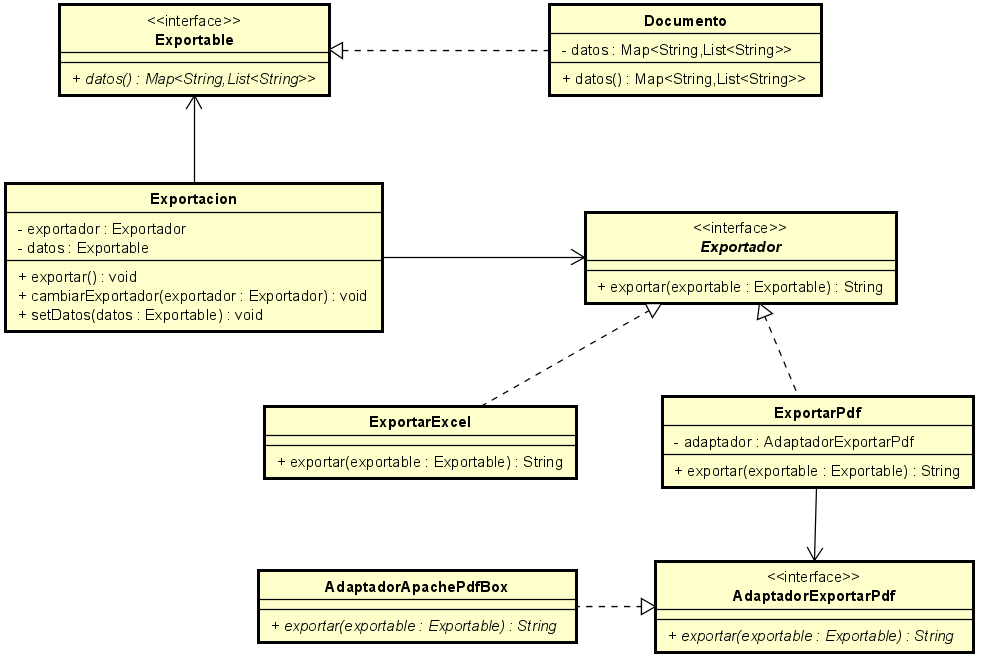 <<interface>>
Exportable
+ datos() : Map<String,List<String>>
Documento
- datos : Map<String,List<String>>
+ datos() : Map<String,List<String>>
Exportacion
- exportador : Exportador
- datos : Exportable
+ exportar() : void
+ cambiarExportador(exportador : Exportador) : void
+ setDatos(datos : Exportable) : void
<<interface>>
Exportador
+ exportar(exportable : Exportable) : String
ExportarExcel
+ exportar(exportable : Exportable) : String
ExportarPdf
- adaptador : AdaptadorExportarPdf
+ exportar(exportable : Exportable) : String
AdaptadorApachePdfBox
+ exportar(exportable : Exportable) : String
<<interface>>
AdaptadorExportarPdf
+ exportar(exportable : Exportable) : String